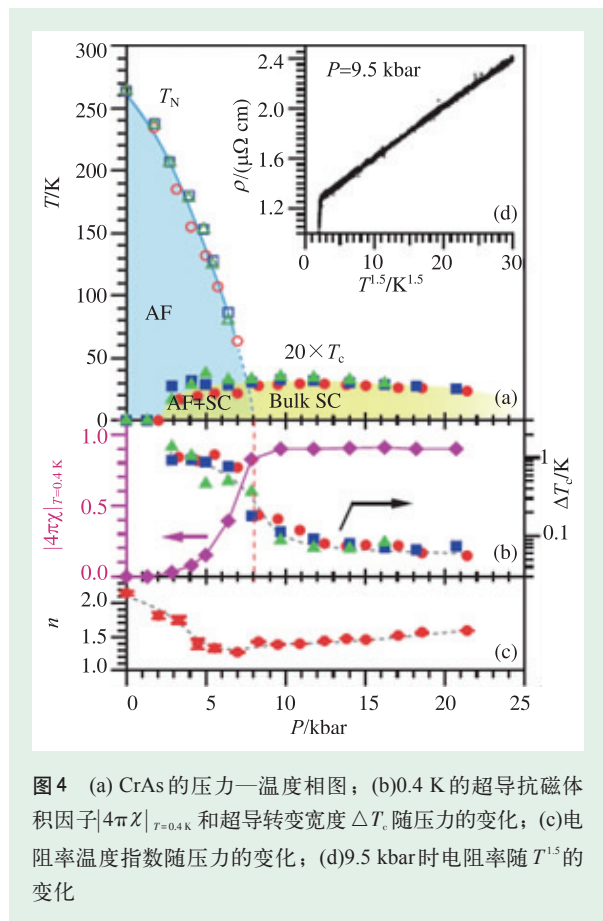 300
250
200
150
100
50
0
T/K
T_N
AF
AF+SC
Bulk SC
20×T_c
(a)
2.4
2.0
1.6
1.2
ρ/(μΩ cm)
P=9.5 kbar
(d)
0 10 20 30
T^1.5/K^1.5
1.0
0.5
0.0
|4πχ|_T=0.4 K
1
0.1
ΔT_c/K
(b)
2.0
1.5
1.0
n
(c)
0 5 10 15 20 25
P/kbar
图4 (a) CrAs的压力—温度相图；(b)0.4 K的超导抗磁体
积因子|4πχ|_T=0.4 K 和超导转变宽度△T_c 随压力的变化；(c)电
阻率温度指数随压力的变化；(d)9.5 kbar时电阻率随T^1.5的
变化